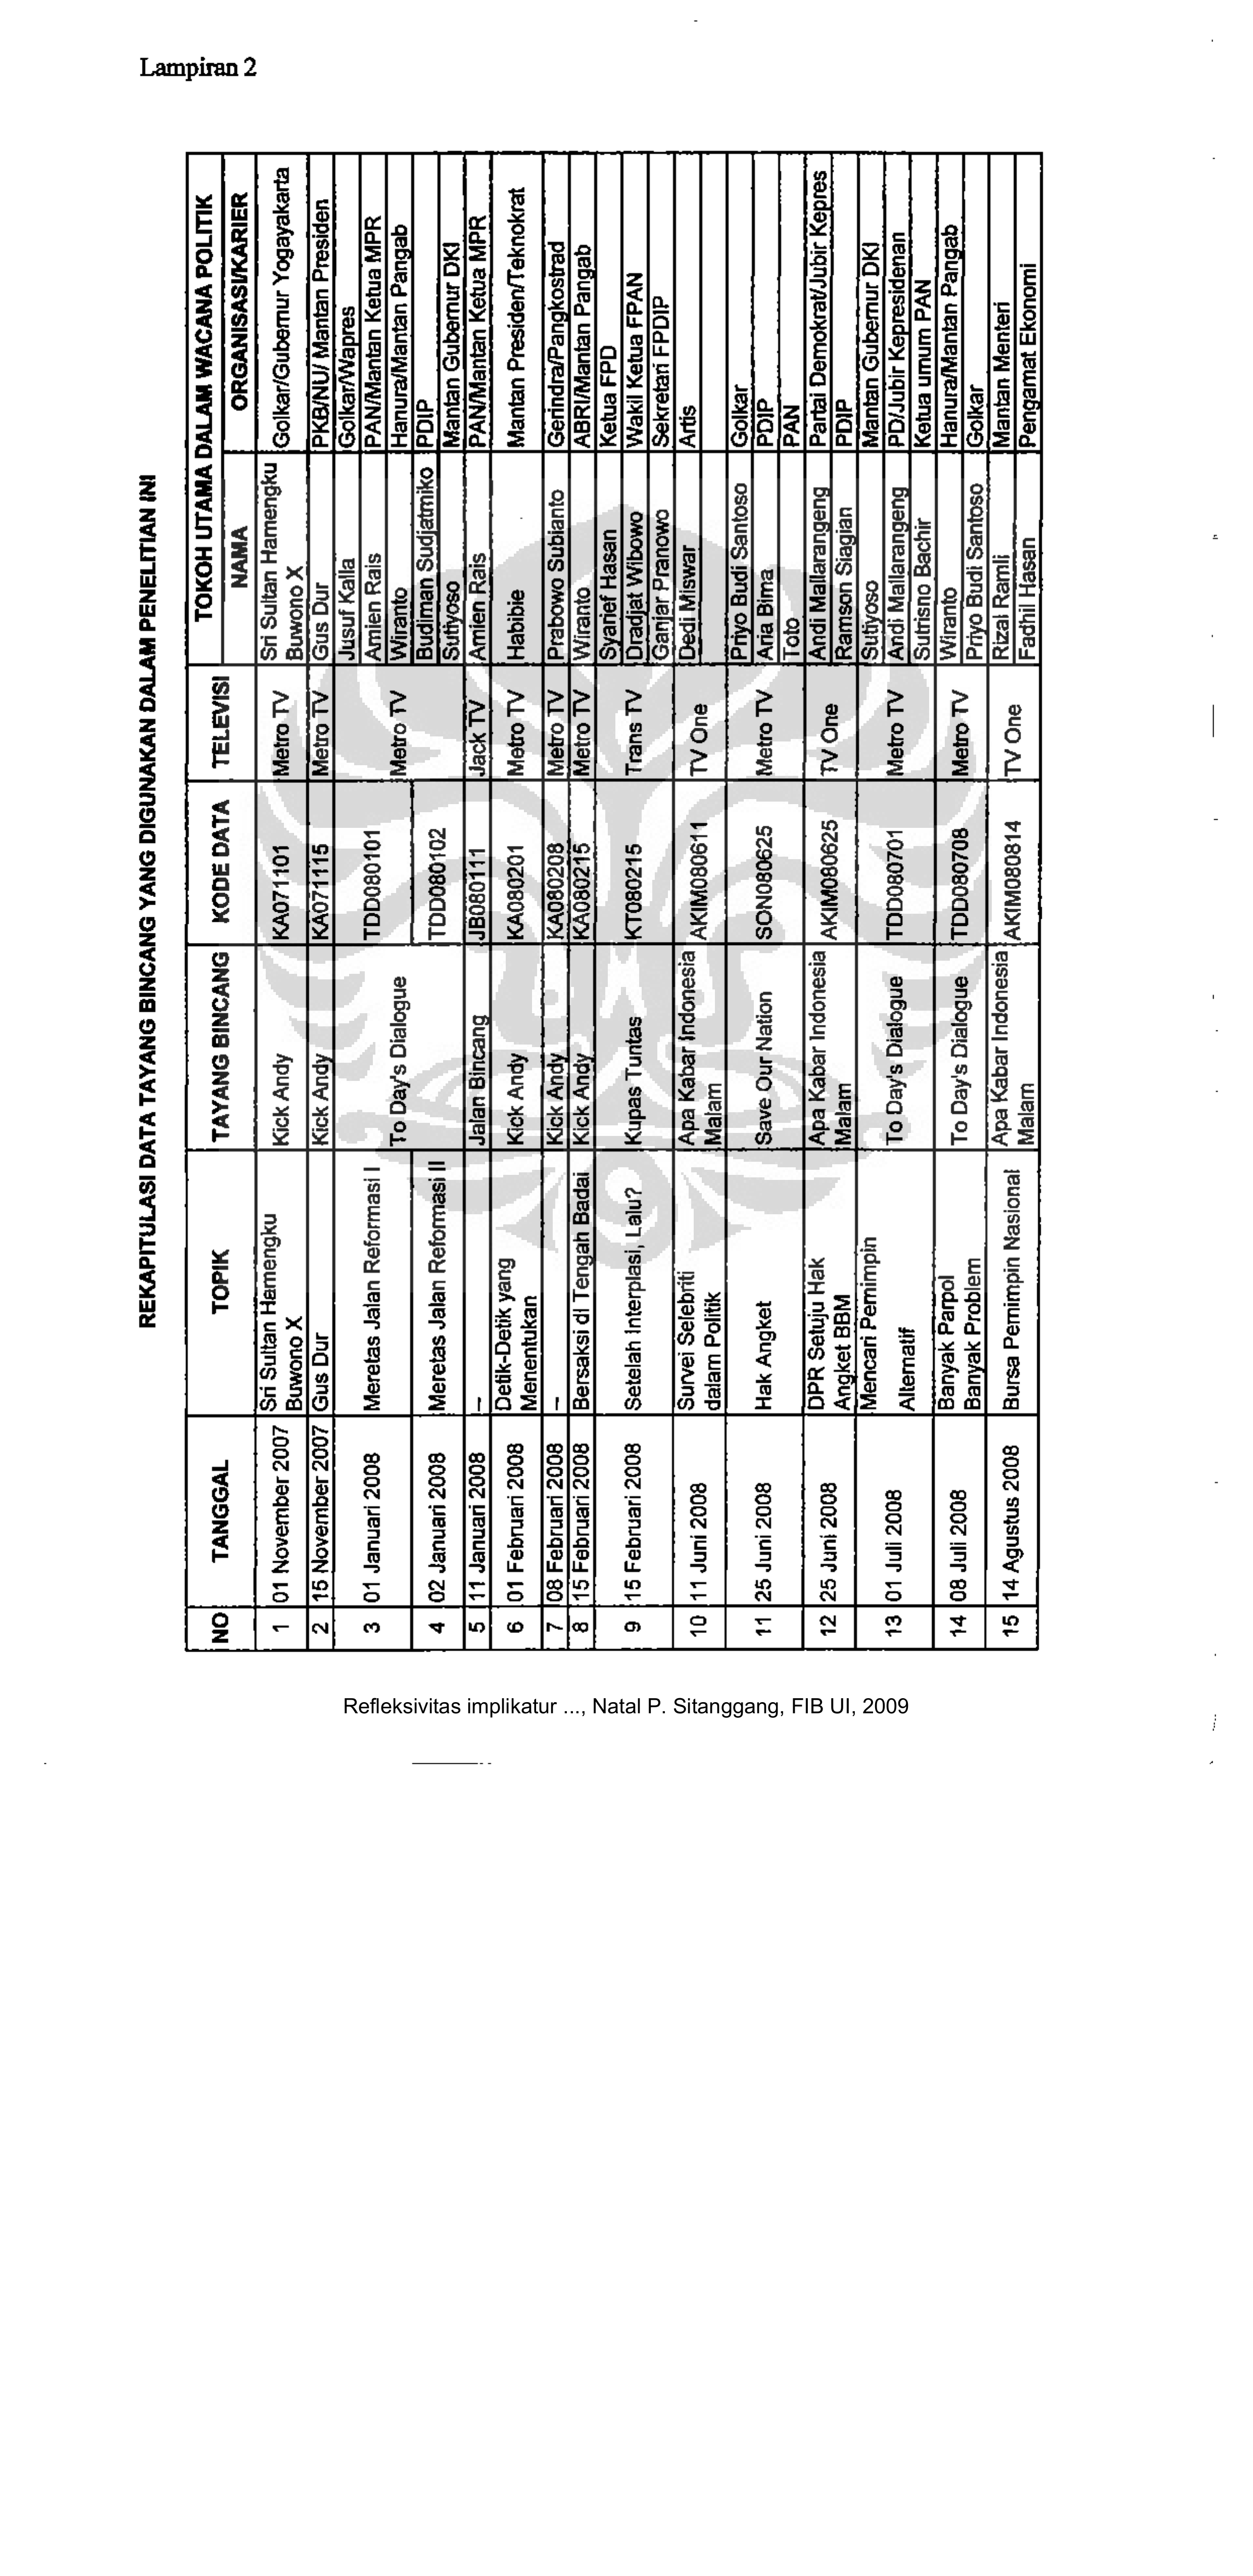 Lampiran 2
REKAPITULASI DATA TAYANG BINCANG YANG DIGUNAKAN DALAM PENELITIAN INI
NO TANGGAL TOPIK TAYANG BINCANG KODE DATA TELEVISI TOKOH UTAMA DALAM WACANA POLITIK
NAMA ORGANISASI/KARIER
1 01 November 2007 Sri Sultan Hamengku Buwono X Kick Andy KA071101 Metro TV Sri Sultan Hamengku Buwono X Golkar/Gubernur Yogayakarta
2 15 November 2007 Gus Dur Kick Andy KA071115 Metro TV Gus Dur PKB/NU/ Mantan Presiden
3 01 Januari 2008 Meretas Jalan Reformasi I To Day's Dialogue TDD080101 Metro TV Jusuf Kalla Golkar/Wapres
Amien Rais PAN/Mantan Ketua MPR
Wiranto Hanura/Mantan Pangab
4 02 Januari 2008 Meretas Jalan Reformasi II TDD080102 Budiman Sudjatmiko PDIP
Sutiyoso Mantan Gubernur DKI
5 11 Januari 2008 -- Jalan Bincang JB080111 Jack TV Amien Rais PAN/Mantan Ketua MPR
6 01 Februari 2008 Detik-Detik yang Menentukan Kick Andy KA080201 Metro TV Habibie Mantan Presiden/Teknokrat
7 08 Februari 2008 -- Kick Andy KA080208 Metro TV Prabowo Subianto Gerindra/Pangkostrad
8 15 Februari 2008 Bersaksi di Tengah Badai Kick Andy KA080215 Metro TV Wiranto ABRI/Mantan Pangab
9 15 Februari 2008 Setelah Interplasi, Lalu? Kupas Tuntas KT080215 Trans TV Syarief Hasan Ketua FPD
Dradjat Wibowo Wakil Ketua FPAN
Ganjar Pranowo Sekretari FPDIP
10 11 Juni 2008 Survei Selebriti dalam Politik Apa Kabar Indonesia Malam AKIM080611 TV One Dedi Miswar Artis
11 25 Juni 2008 Hak Angket Save Our Nation SON080625 Metro TV Priyo Budi Santoso Golkar
Aria Bima PDIP
Toto PAN
12 25 Juni 2008 DPR Setuju Hak Angket BBM Apa Kabar Indonesia Malam AKIM080625 TV One Andi Mallarangeng Partai Demokrat/Jubir Kepres
Ramson Siagian PDIP
13 01 Juli 2008 Mencari Pemimpin Alternatif To Day's Dialogue TDD080701 Metro TV Sutiyoso Mantan Gubernur DKI
Andi Mallarangeng PD/Jubir Kepresidenan
Sutrisno Bachir Ketua umum PAN
14 08 Juli 2008 Banyak Parpol Banyak Problem To Day's Dialogue TDD080708 Metro TV Wiranto Hanura/Mantan Pangab
Priyo Budi Santoso Golkar
15 14 Agustus 2008 Bursa Pemimpin Nasional Apa Kabar Indonesia Malam AKIM080814 TV One Rizal Ramli Mantan Menteri
Fadhil Hasan Pengamat Ekonomi
Refleksivitas implikatur ..., Natal P. Sitanggang, FIB UI, 2009